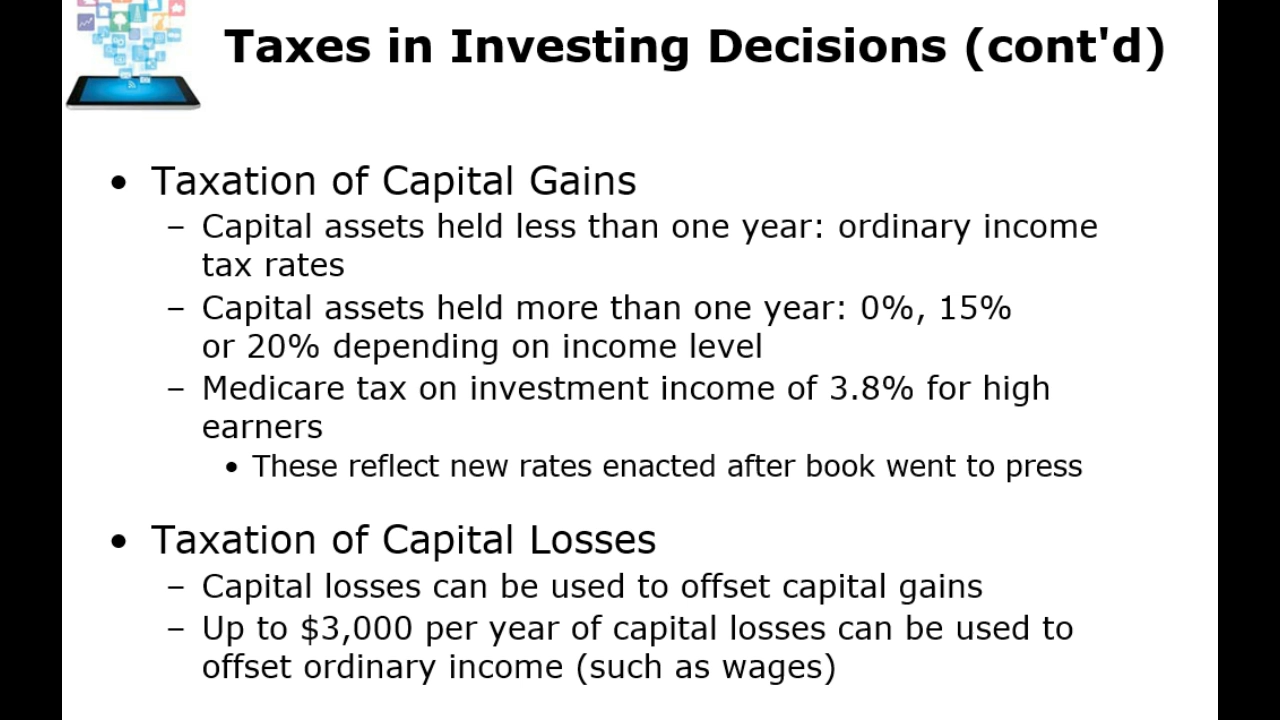 Taxes in Investing Decisions (cont'd)
• Taxation of Capital Gains
– Capital assets held less than one year: ordinary income
tax rates
– Capital assets held more than one year: 0%, 15%
or 20% depending on income level
– Medicare tax on investment income of 3.8% for high
earners
• These reflect new rates enacted after book went to press
• Taxation of Capital Losses
– Capital losses can be used to offset capital gains
– Up to $3,000 per year of capital losses can be used to
offset ordinary income (such as wages)